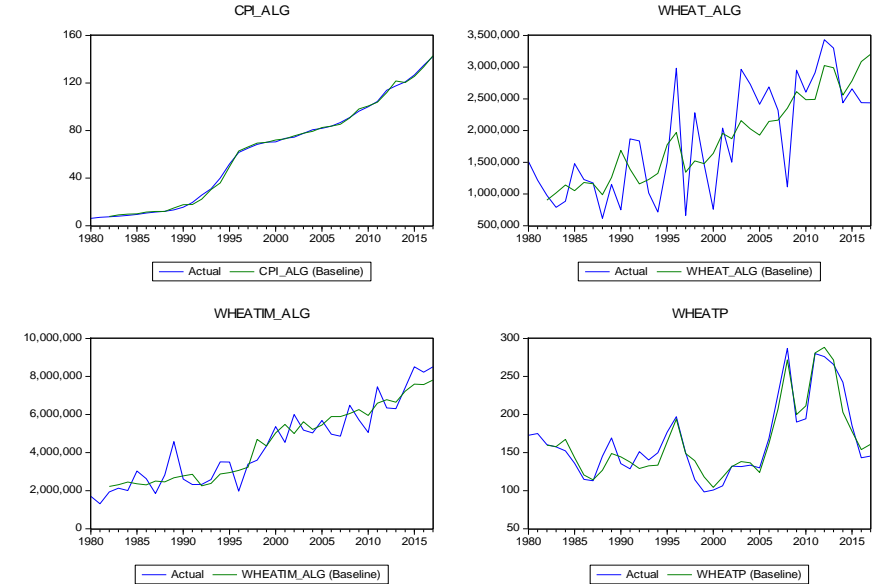 CPI_ALG
160
120
80
40
0
1980 1985 1990 1995 2000 2005 2010 2015
Actual CPI_ALG (Baseline)
WHEAT_ALG
3,500,000
3,000,000
2,500,000
2,000,000
1,500,000
1,000,000
500,000
1980 1985 1990 1995 2000 2005 2010 2015
Actual WHEAT_ALG (Baseline)
WHEATIM_ALG
10,000,000
8,000,000
6,000,000
4,000,000
2,000,000
0
1980 1985 1990 1995 2000 2005 2010 2015
Actual WHEATIM_ALG (Baseline)
WHEATP
300
250
200
150
100
50
1980 1985 1990 1995 2000 2005 2010 2015
Actual WHEATP (Baseline)